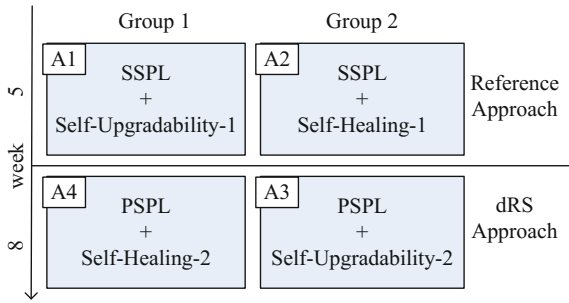 Group 1
Group 2
A1
SSPL
+
Self-Upgradability-1
A2
SSPL
+
Self-Healing-1
Reference
Approach
5
week
8
A4
PSPL
+
Self-Healing-2
A3
PSPL
+
Self-Upgradability-2
dRS
Approach